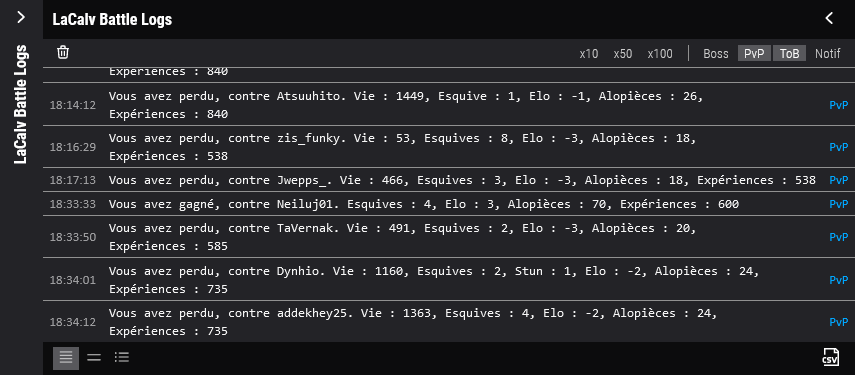 LaCalv Battle Logs
LaCalv Battle Logs
x10 x50 x100 Boss PvP ToB Notif
Expériences : 840
18:14:12 Vous avez perdu, contre Atsuuhito. Vie : 1449, Esquive : 1, Elo : -1, Alopièces : 26, PvP
Expériences : 840
18:16:29 Vous avez perdu, contre zis_funky. Vie : 53, Esquives : 8, Elo : -3, Alopièces : 18, PvP
Expériences : 538
18:17:13 Vous avez perdu, contre Jwepps_. Vie : 466, Esquives : 3, Elo : -3, Alopièces : 18, Expériences : 538 PvP
18:33:33 Vous avez gagné, contre Neiluj01. Esquives : 4, Elo : 3, Alopièces : 70, Expériences : 600 PvP
18:33:50 Vous avez perdu, contre TaVernak. Vie : 491, Esquives : 2, Elo : -3, Alopièces : 20, PvP
Expériences : 585
18:34:01 Vous avez perdu, contre Dynhio. Vie : 1160, Esquives : 2, Stun : 1, Elo : -2, Alopièces : 24, PvP
Expériences : 735
18:34:12 Vous avez perdu, contre addekhey25. Vie : 1363, Esquives : 4, Elo : -2, Alopièces : 24, PvP
Expériences : 735
CSV